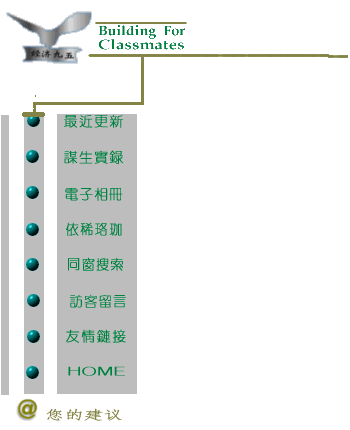 Building For
Classmates
经济九五
最近更新
謀生實錄
電子相冊
依稀珞珈
同窗搜索
訪客留言
友情鏈接
HOME
@ 您的建议